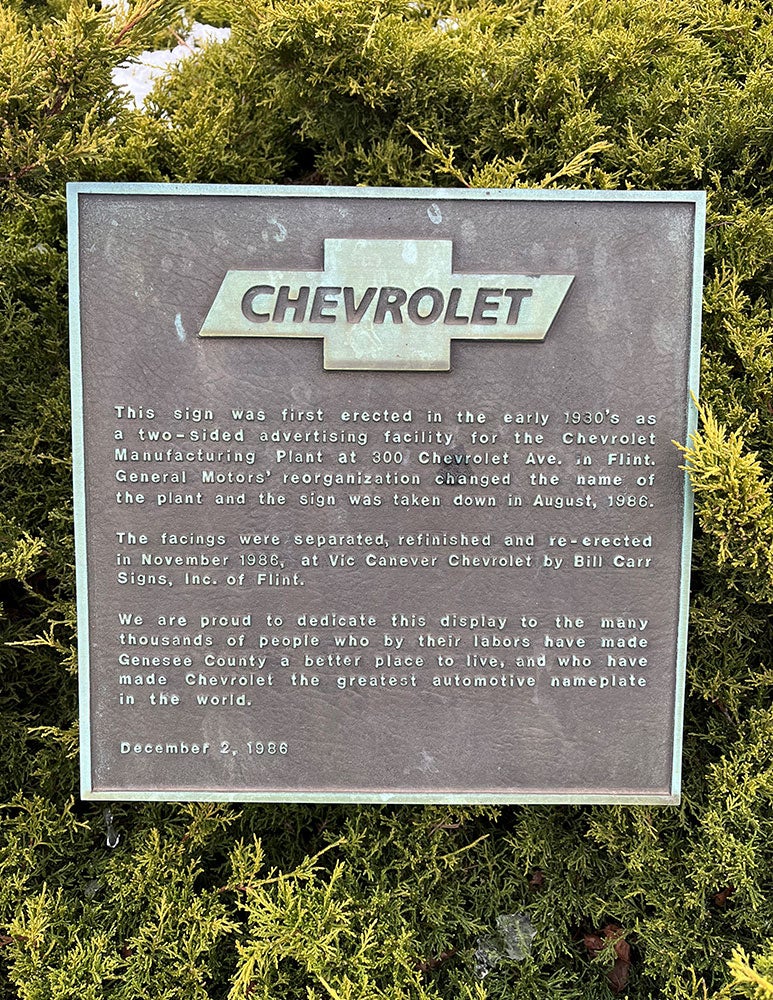 CHEVROLET
This sign was first erected in the early 1930's as
a two-sided advertising facility for the Chevrolet
Manufacturing Plant at 300 Chevrolet Ave. in Flint.
General Motors' reorganization changed the name of
the plant and the sign was taken down in August, 1986.
The facings were separated, refinished and re-erected
in November 1986, at Vic Canever Chevrolet by Bill Carr
Signs, Inc. of Flint.
We are proud to dedicate this display to the many
thousands of people who by their labors have made
Genesee County a better place to live, and who have
made Chevrolet the greatest automotive nameplate
in the world.
December 2, 1986